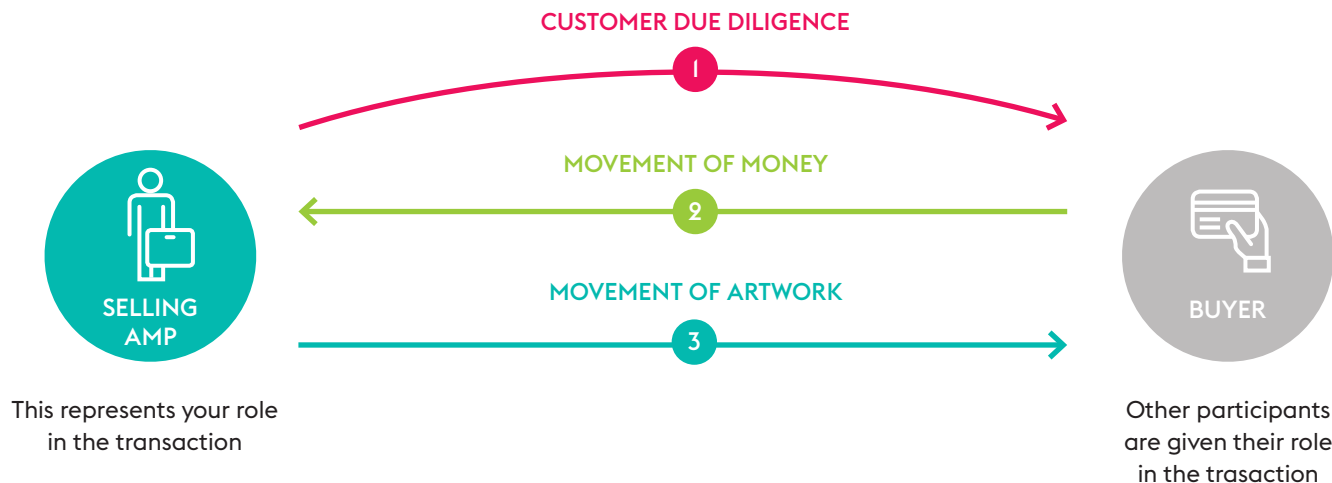 CUSTOMER DUE DILIGENCE
1
MOVEMENT OF MONEY
2
MOVEMENT OF ARTWORK
3
SELLING
AMP
BUYER
This represents your role
in the transaction
Other participants
are given their role
in the trasaction